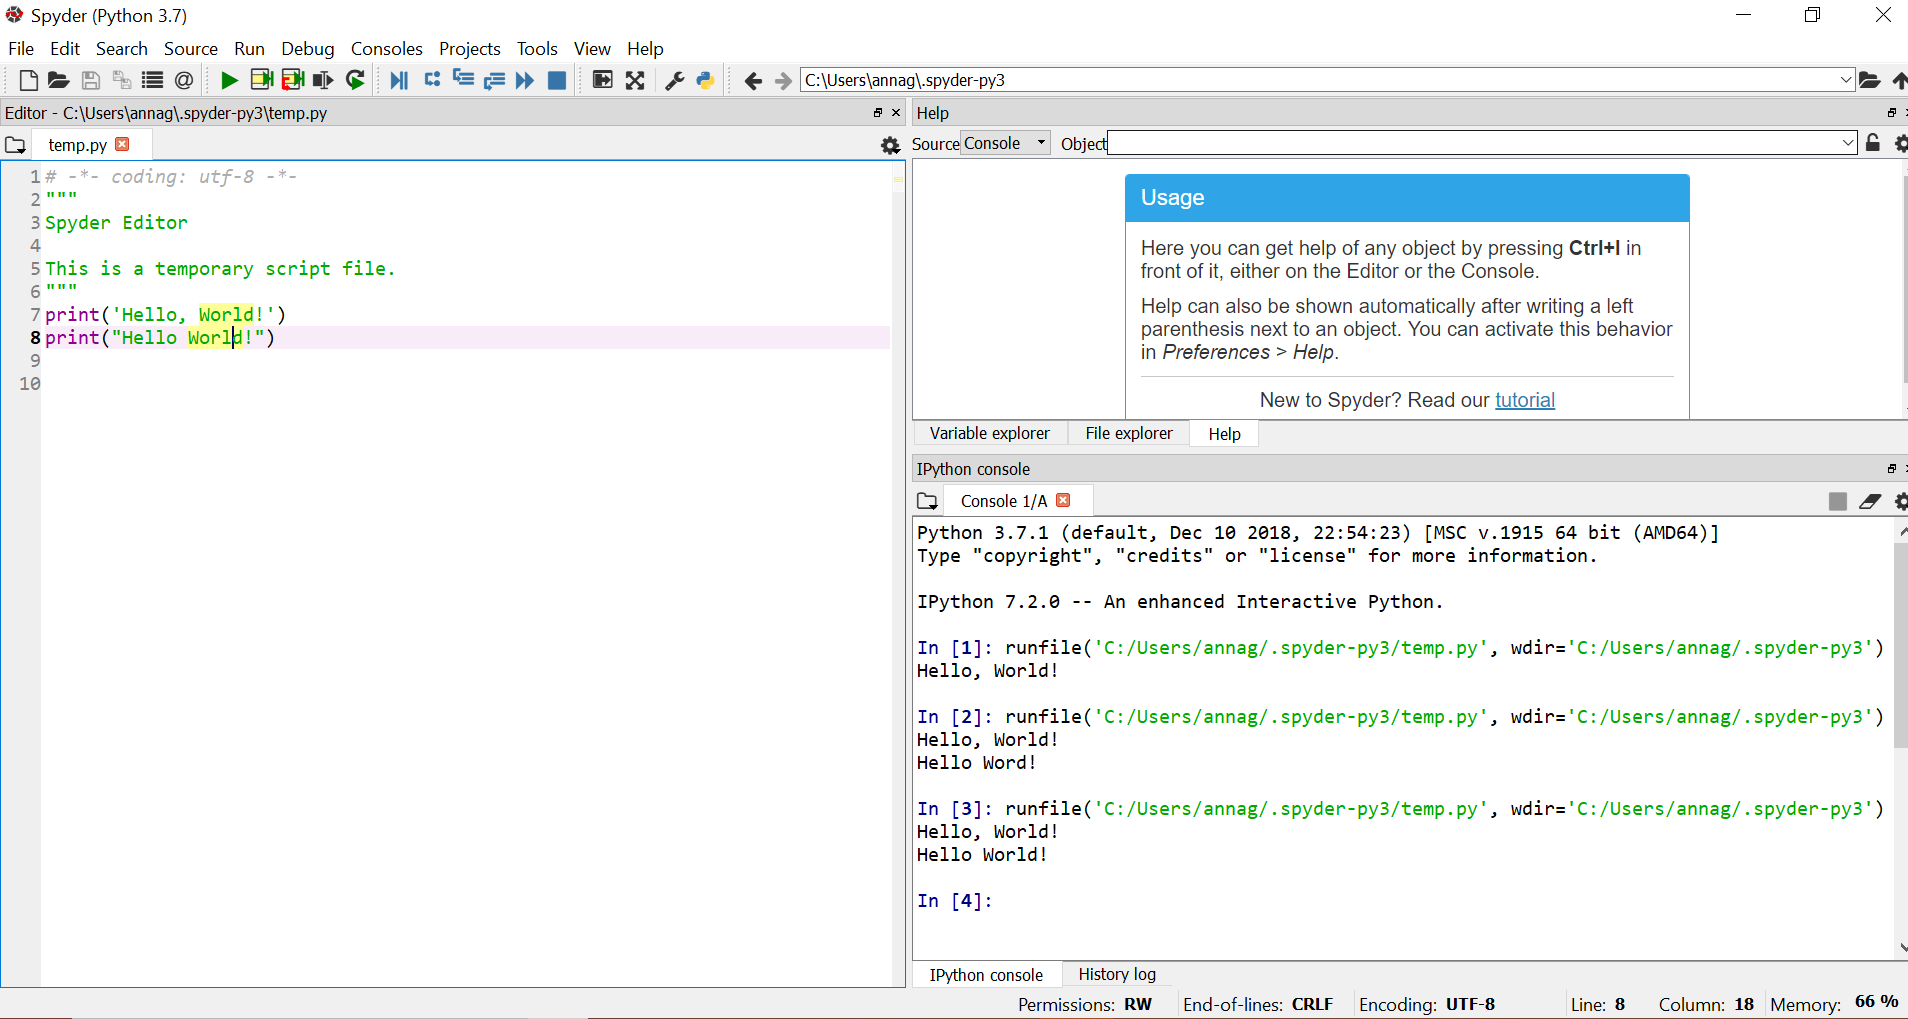 Spyder (Python 3.7)
File Edit Search Source Run Debug Consoles Projects Tools View Help
C:\Users\annag\.spyder-py3
Editor - C:\Users\annag\.spyder-py3\temp.py
temp.py
1 # -*- coding: utf-8 -*-
2 """
3 Spyder Editor
4
5 This is a temporary script file.
6 """
7 print('Hello, World!')
8 print("Hello World!")
9
10
Help
Source Console Object
Usage
Here you can get help of any object by pressing Ctrl+I in
front of it, either on the Editor or the Console.
Help can also be shown automatically after writing a left
parenthesis next to an object. You can activate this behavior
in Preferences > Help.
New to Spyder? Read our tutorial
Variable explorer File explorer Help
IPython console
Console 1/A
Python 3.7.1 (default, Dec 10 2018, 22:54:23) [MSC v.1915 64 bit (AMD64)]
Type "copyright", "credits" or "license" for more information.
IPython 7.2.0 -- An enhanced Interactive Python.
In [1]: runfile('C:/Users/annag/.spyder-py3/temp.py', wdir='C:/Users/annag/.spyder-py3')
Hello, World!
In [2]: runfile('C:/Users/annag/.spyder-py3/temp.py', wdir='C:/Users/annag/.spyder-py3')
Hello, World!
Hello Word!
In [3]: runfile('C:/Users/annag/.spyder-py3/temp.py', wdir='C:/Users/annag/.spyder-py3')
Hello, World!
Hello World!
In [4]:
IPython console History log
Permissions: RW End-of-lines: CRLF Encoding: UTF-8 Line: 8 Column: 18 Memory: 66 %